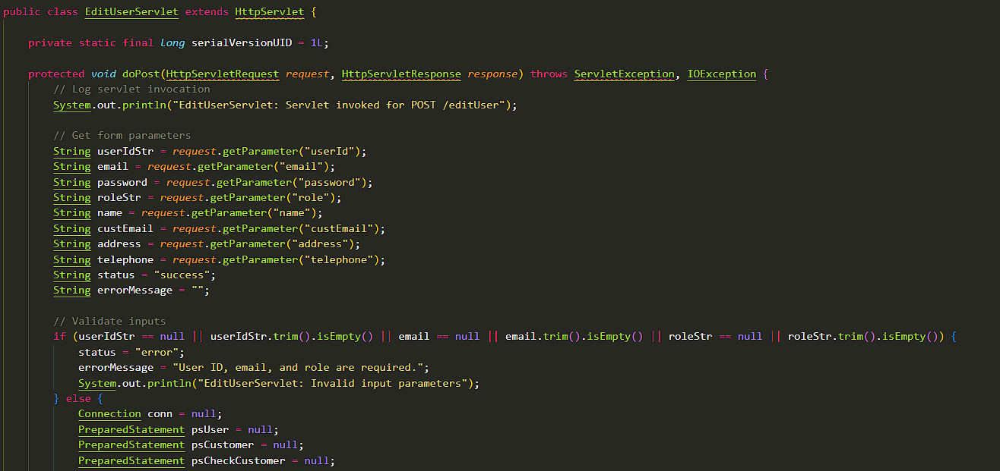 public class EditUserServlet extends HttpServlet {
private static final long serialVersionUID = 1L;
protected void doPost(HttpServletRequest request, HttpServletResponse response) throws ServletException, IOException {
// Log servlet invocation
System.out.println("EditUserServlet: Servlet invoked for POST /editUser");
// Get form parameters
String userIdStr = request.getParameter("userId");
String email = request.getParameter("email");
String password = request.getParameter("password");
String roleStr = request.getParameter("role");
String name = request.getParameter("name");
String custEmail = request.getParameter("custEmail");
String address = request.getParameter("address");
String telephone = request.getParameter("telephone");
String status = "success";
String errorMessage = "";
// Validate inputs
if (userIdStr == null || userIdStr.trim().isEmpty() || email == null || email.trim().isEmpty() || roleStr == null || roleStr.trim().isEmpty()) {
status = "error";
errorMessage = "User ID, email, and role are required.";
System.out.println("EditUserServlet: Invalid input parameters");
} else {
Connection conn = null;
PreparedStatement psUser = null;
PreparedStatement psCustomer = null;
PreparedStatement psCheckCustomer = null;